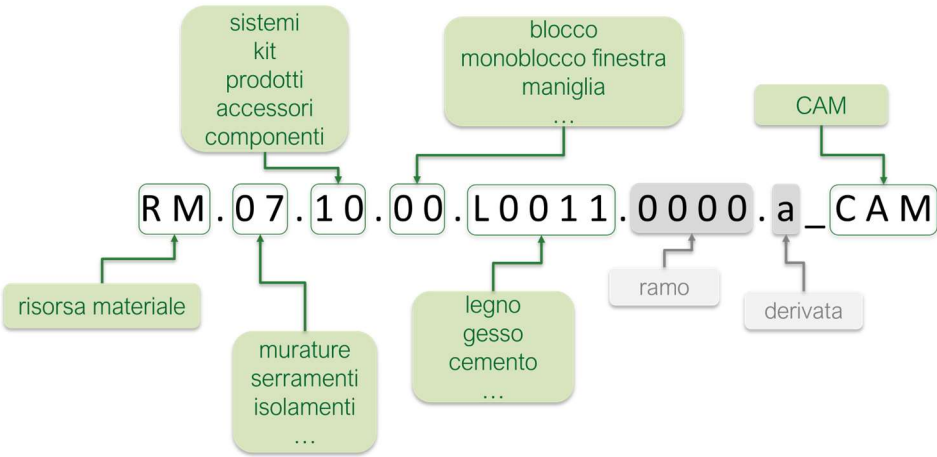 sistemi
kit
prodotti
accessori
componenti
blocco
monoblocco finestra
maniglia
...
CAM
RM.07.10.00.L0011.0000.a_CAM
risorsa materiale
murature
serramenti
isolamenti
...
legno
gesso
cemento
...
ramo
derivata